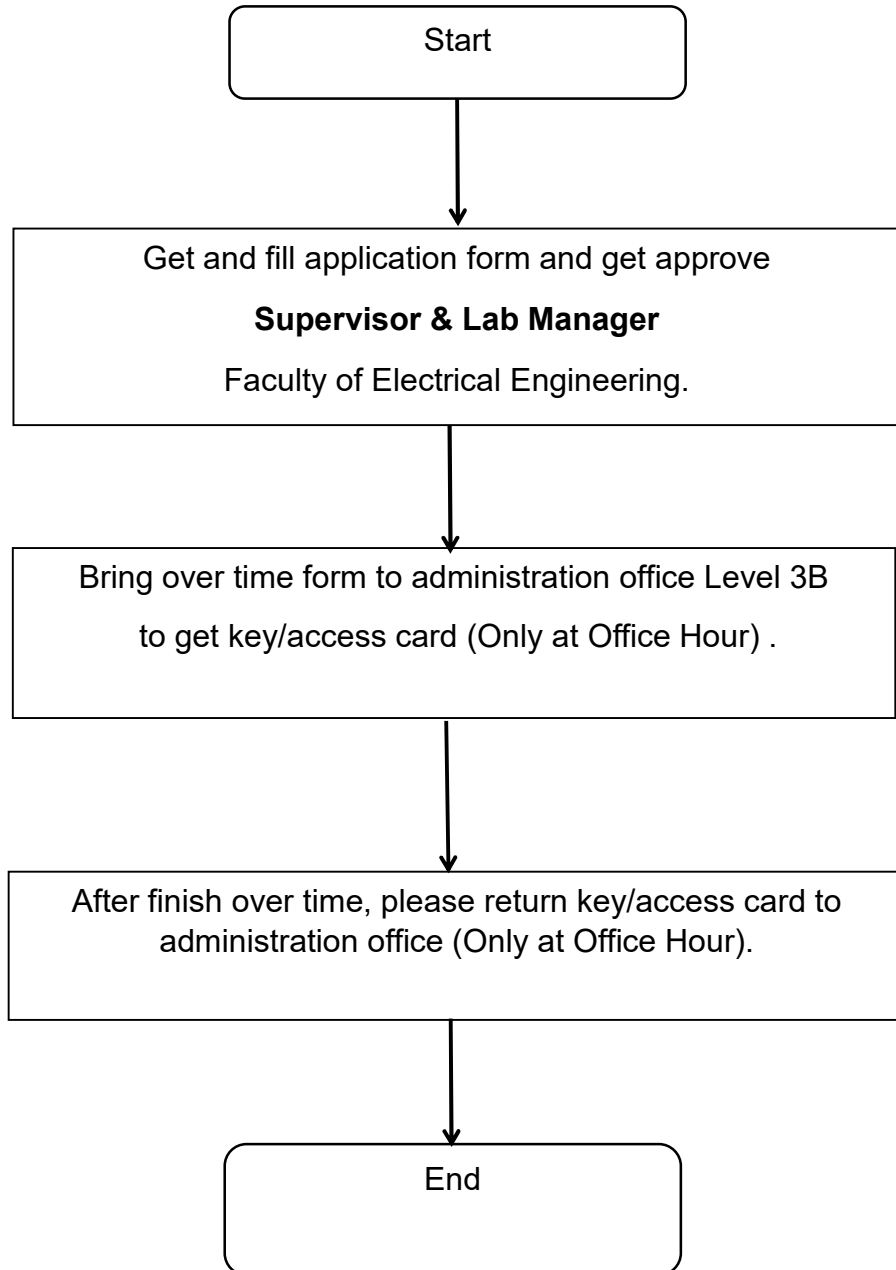 Start
Get and fill application form and get approve
Supervisor & Lab Manager
Faculty of Electrical Engineering.
Bring over time form to administration office Level 3B
to get key/access card (Only at Office Hour) .
After finish over time, please return key/access card to
administration office (Only at Office Hour).
End